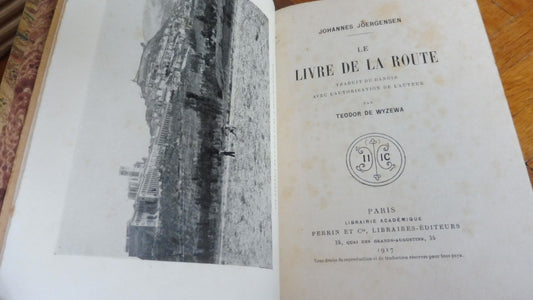 JOHANNES JOERGENSEN
LE
LIVRE DE LA ROUTE
TRADUIT DU DANOIS
AVEC L'AUTORISATION DE L'AUTEUR
PAR
TEODOR DE WYZEWA
PARIS
LIBRAIRIE ACADÉMIQUE
PERRIN ET Cie, LIBRAIRES-ÉDITEURS
35, QUAI DES GRANDS-AUGUSTINS, 35
1917
Tous droits de reproduction et de traduction réservés pour tous pays.